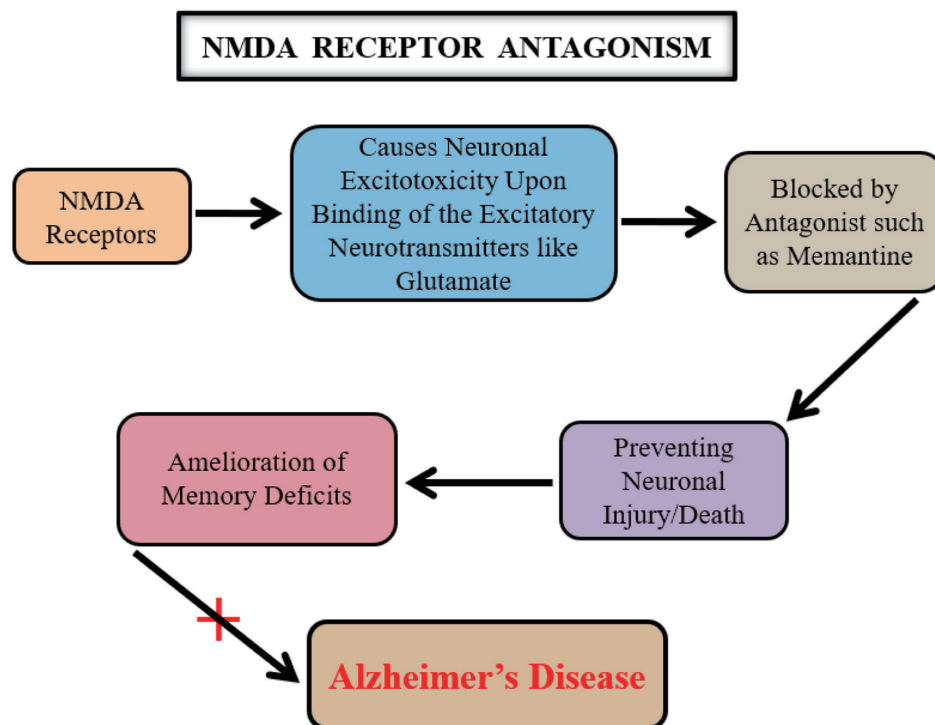 NMDA RECEPTOR ANTAGONISM
NMDA
Receptors
Causes Neuronal
Excitotoxicity Upon
Binding of the Excitatory
Neurotransmitters like
Glutamate
Blocked by
Antagonist such
as Memantine
Preventing
Neuronal
Injury/Death
Amelioration of
Memory Deficits
Alzheimer’s Disease